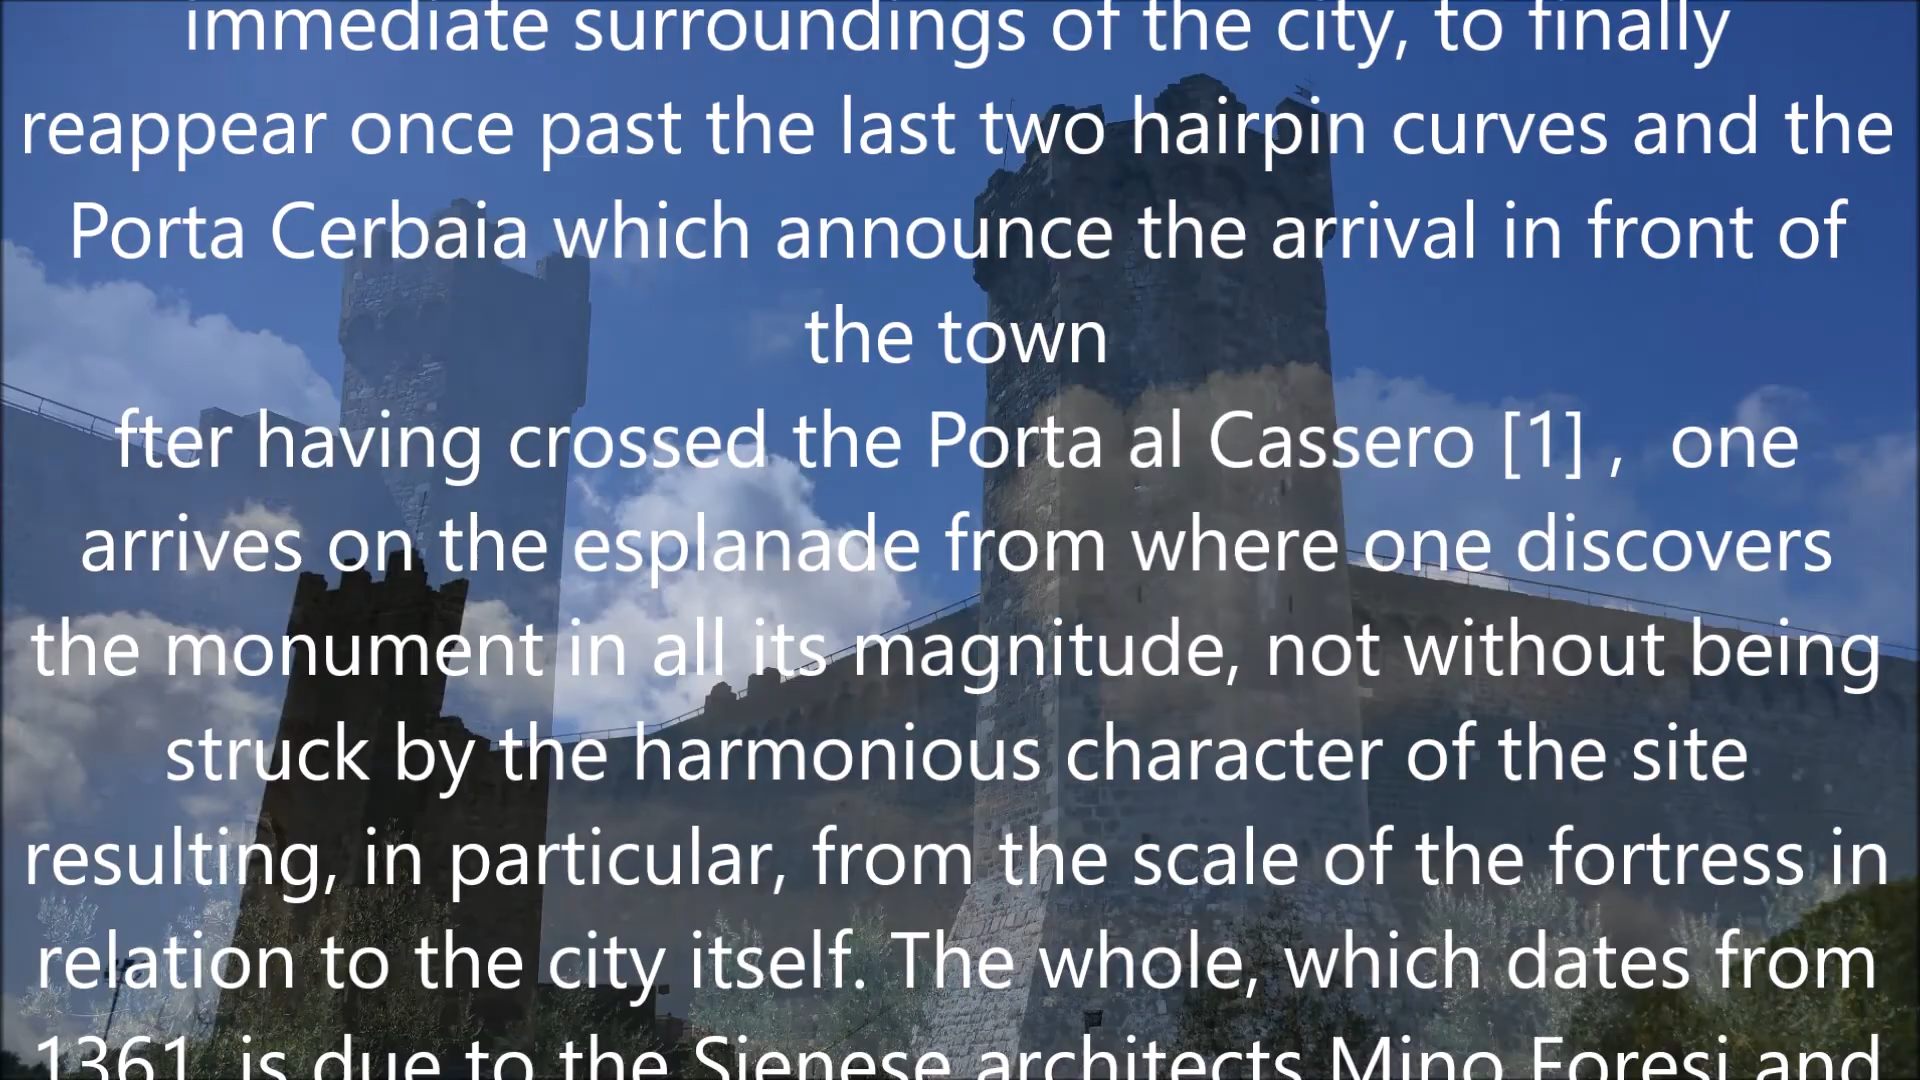 immediate surroundings of the city, to finally
reappear once past the last two hairpin curves and the
Porta Cerbaia which announce the arrival in front of
the town
fter having crossed the Porta al Cassero [1] , one
arrives on the esplanade from where one discovers
the monument in all its magnitude, not without being
struck by the harmonious character of the site
resulting, in particular, from the scale of the fortress in
relation to the city itself. The whole, which dates from
1361, is due to the Sienese architects Mino Foresi and